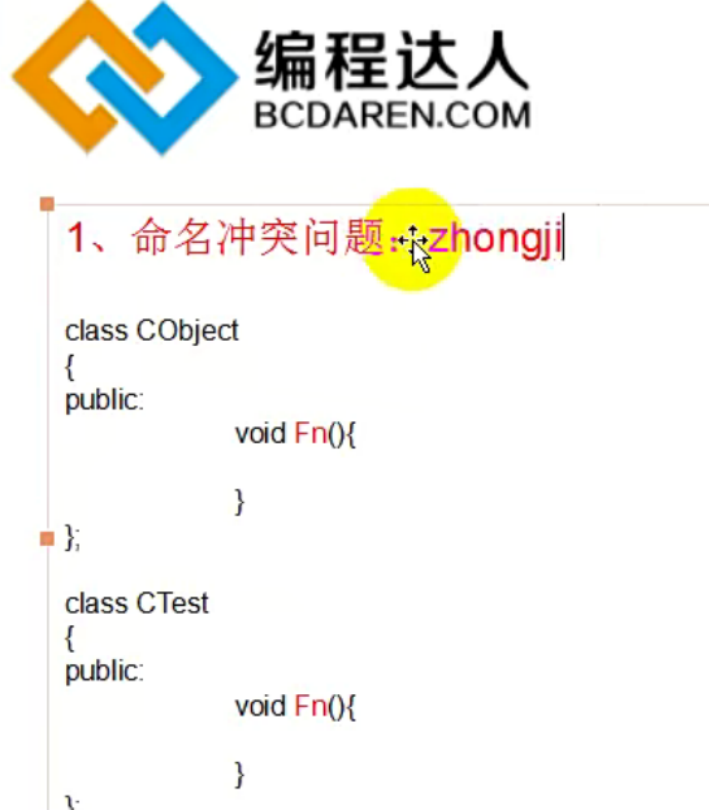 编程达人
BCDAREN.COM
1、命名冲突问题：zhongji
class CObject
{
public:
void Fn(){
}
};
class CTest
{
public:
void Fn(){
}
};